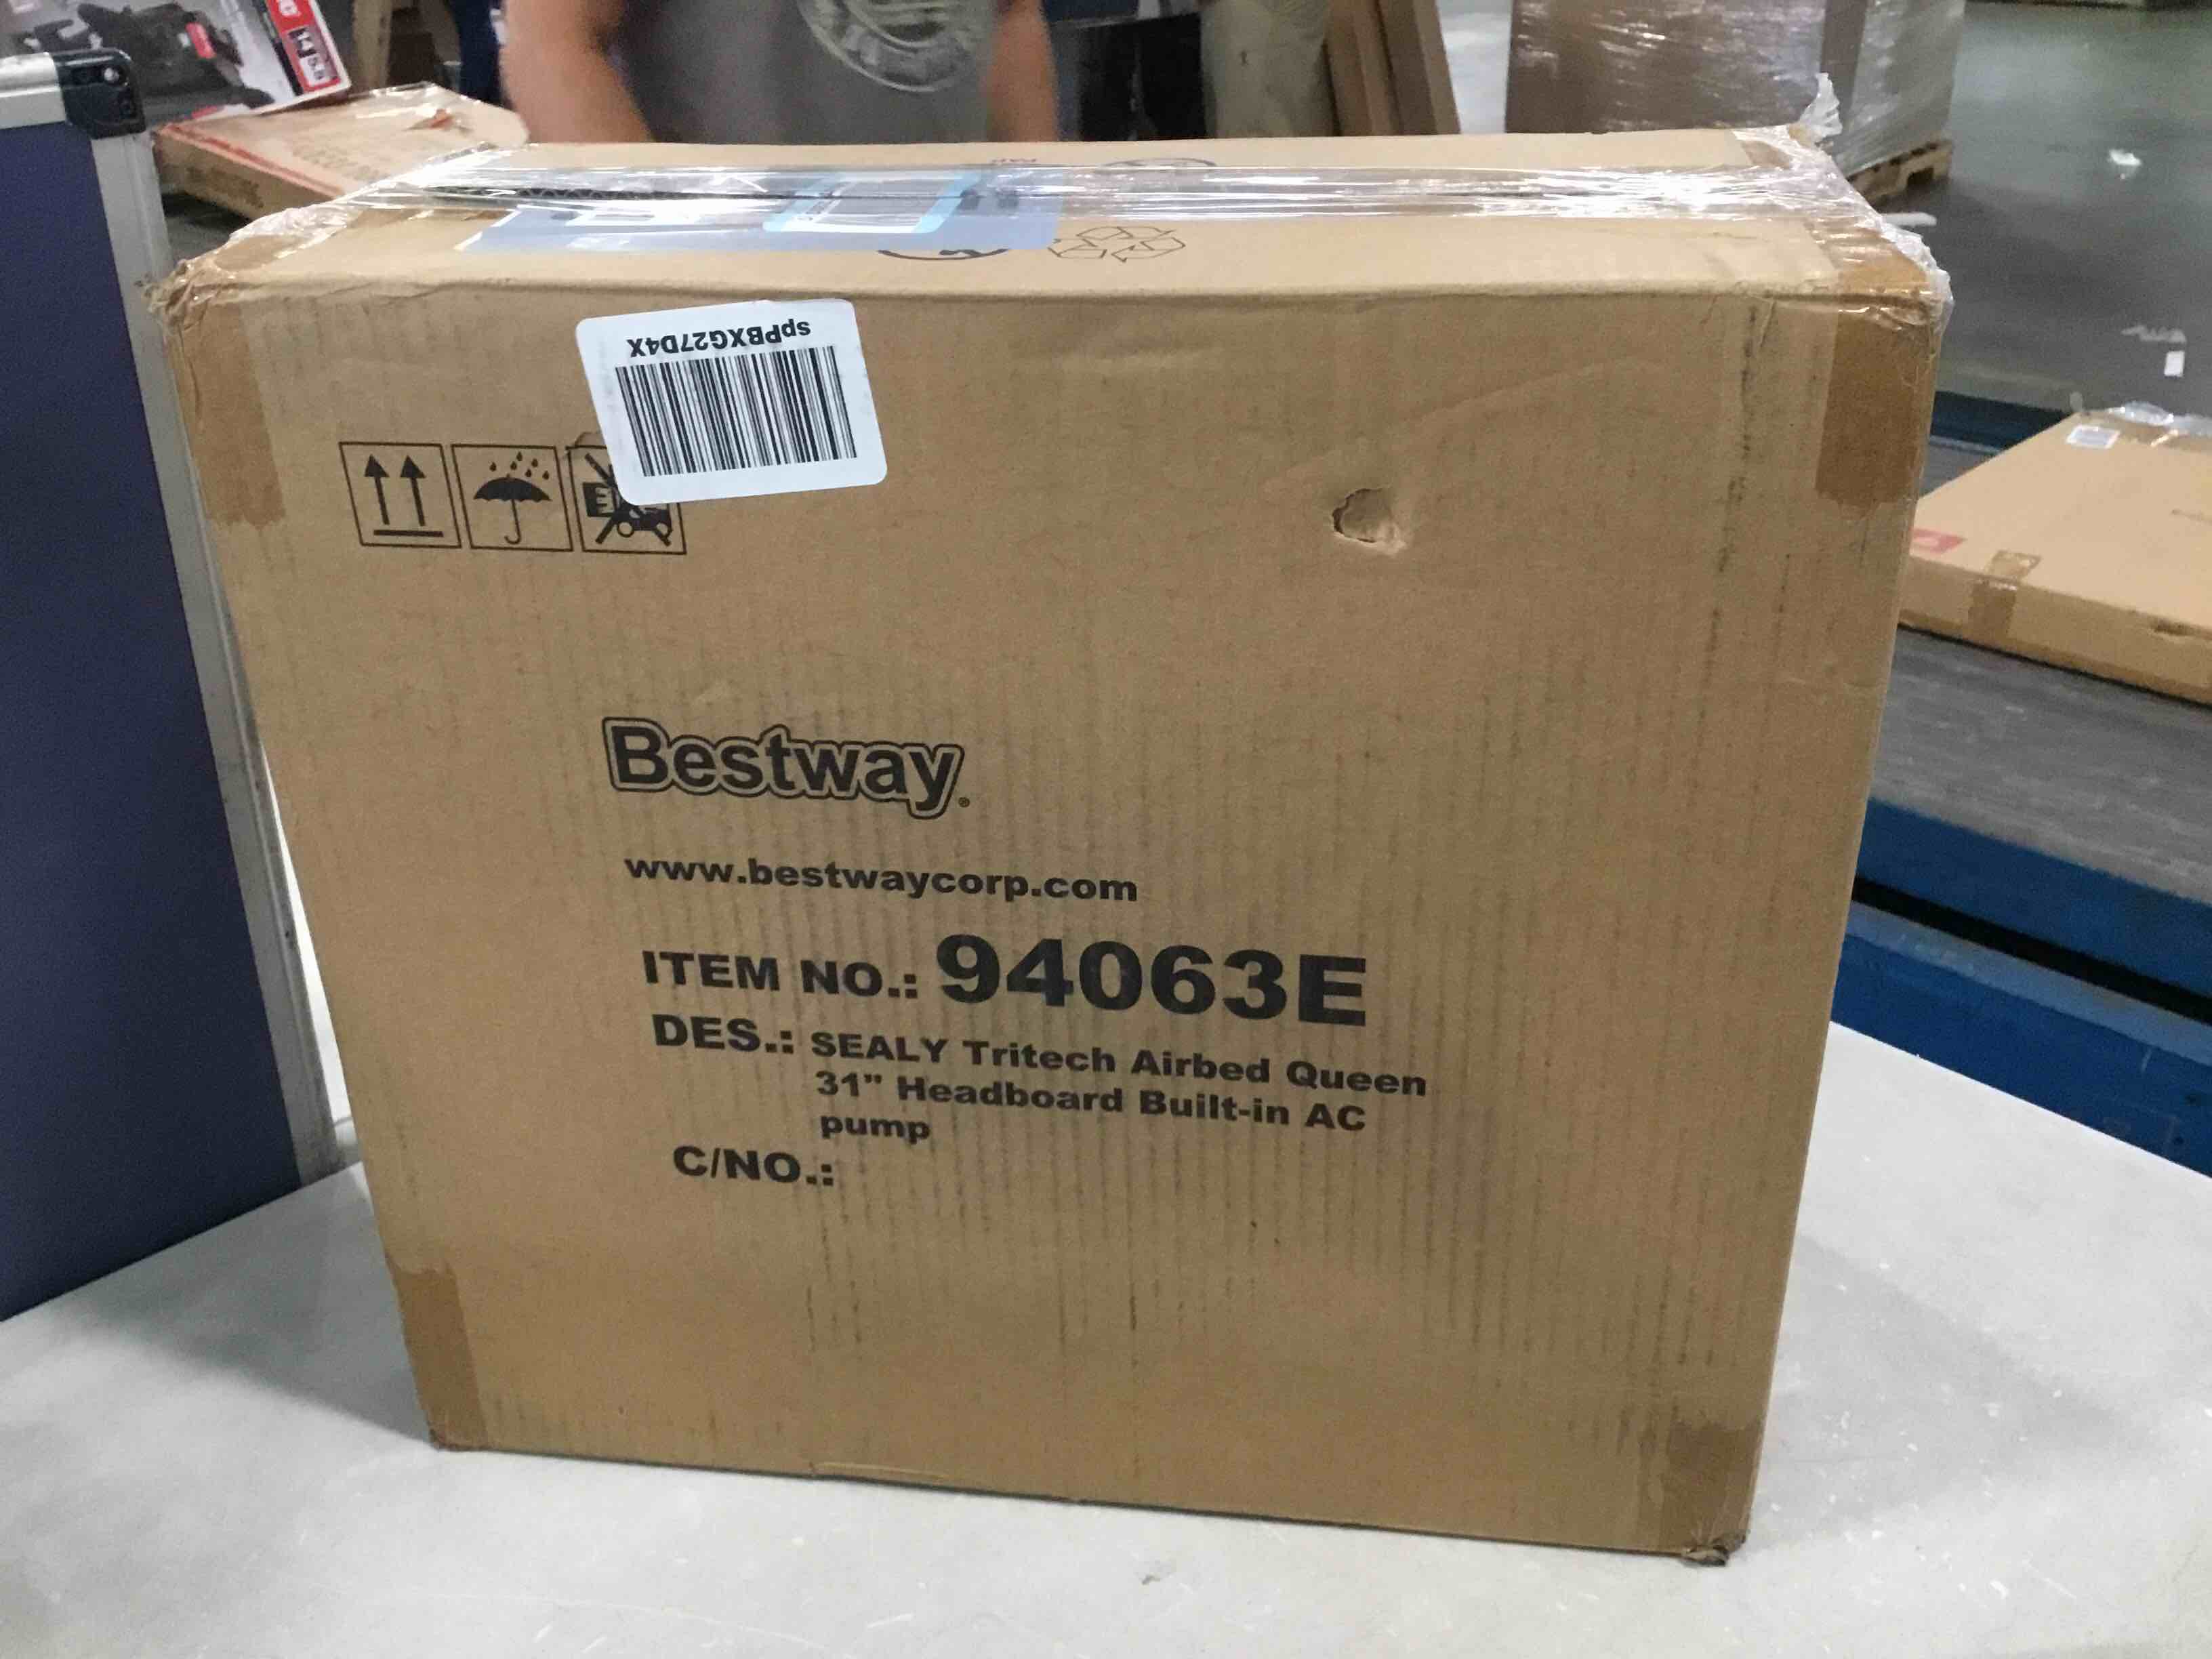 spPBXG27D4X
Bestway®
www.bestwaycorp.com
ITEM NO.: 94063E
DES.: SEALY Tritech Airbed Queen
31" Headboard Built-in AC
pump
C/NO.: